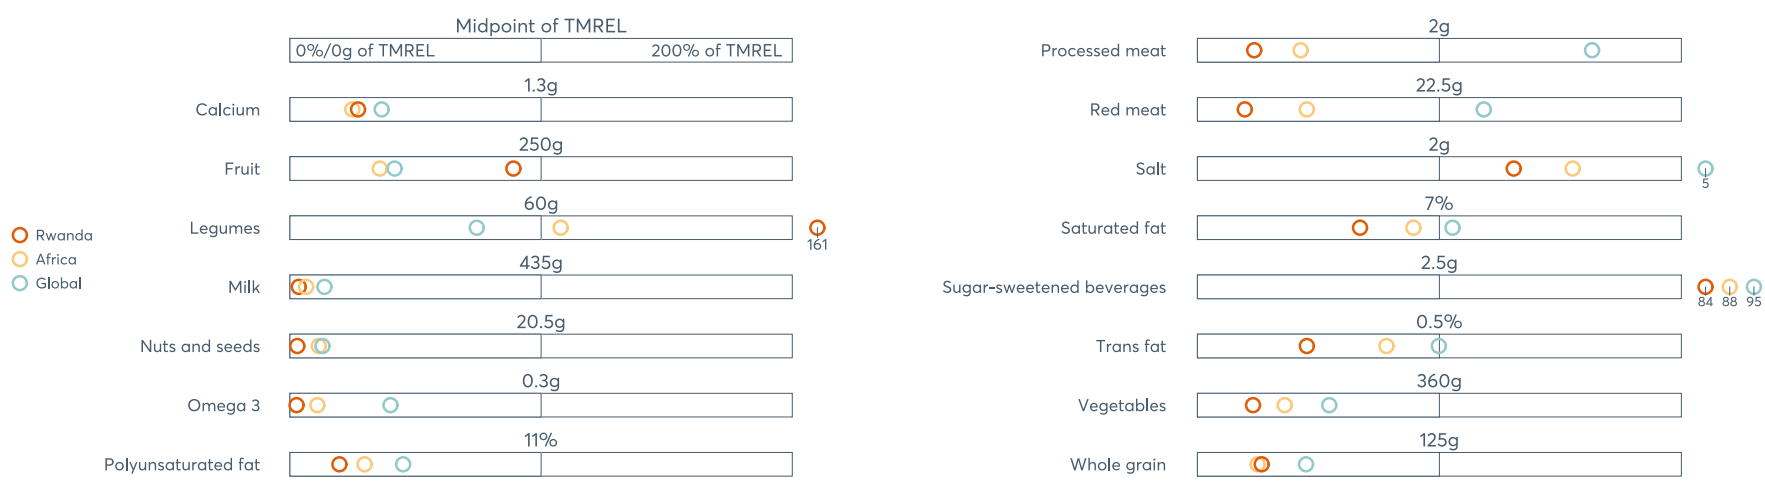 Midpoint of TMREL
0%/0g of TMREL
200% of TMREL
1.3g
Calcium
250g
Fruit
60g
Legumes
161
435g
Milk
20.5g
Nuts and seeds
0.3g
Omega 3
11%
Polyunsaturated fat
Rwanda
Africa
Global
2g
Processed meat
22.5g
Red meat
2g
Salt
5
7%
Saturated fat
2.5g
Sugar-sweetened beverages
84 88 95
0.5%
Trans fat
360g
Vegetables
125g
Whole grain